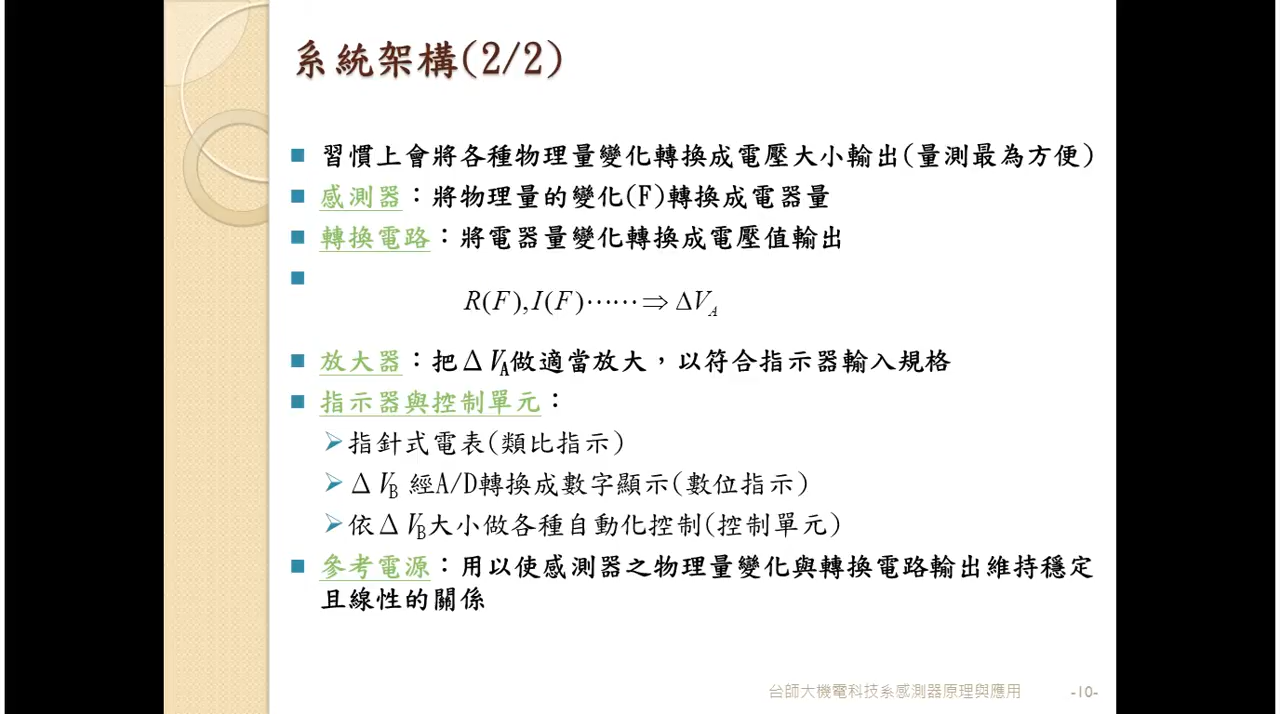 系統架構(2/2)
習慣上會將各種物理量變化轉換成電壓大小輸出(量測最為方便)
感測器：將物理量的變化(F)轉換成電器量
轉換電路：將電器量變化轉換成電壓值輸出
R(F),I(F)⋯⋯⇒ΔV_A
放大器：把ΔV_A做適當放大，以符合指示器輸入規格
指示器與控制單元：
指針式電表(類比指示)
ΔV_B 經A/D轉換成數字顯示(數位指示)
依ΔV_B大小做各種自動化控制(控制單元)
參考電源：用以使感測器之物理量變化與轉換電路輸出維持穩定
且線性的關係
台師大機電科技系感測器原理與應用 -10-